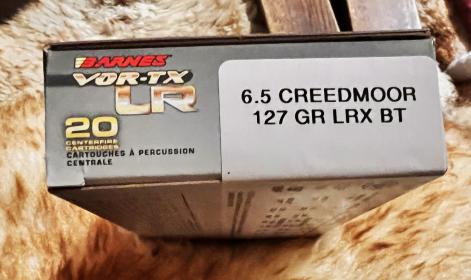 BARNES
VOR-TX
LR
20
CENTERFIRE
CARTRIDGES
CARTOUCHES À PERCUSSION
CENTRALE
6.5 CREEDMOOR
127 GR LRX BT